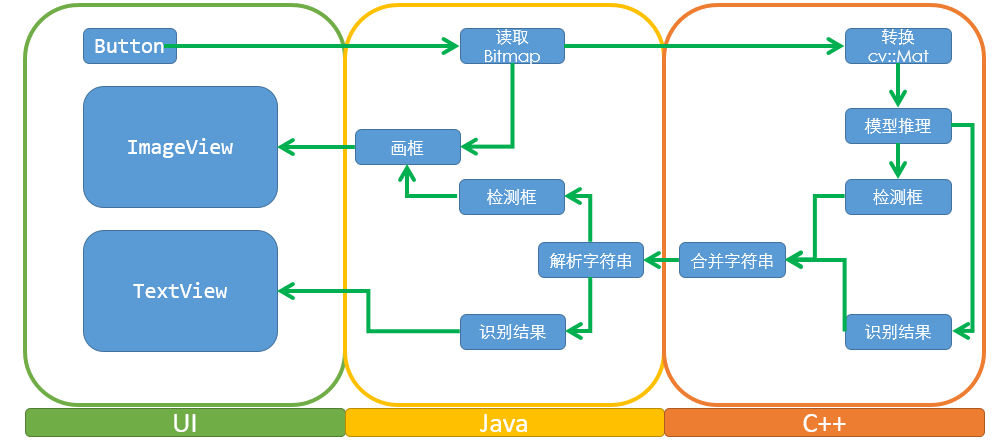 Button
读取
Bitmap
转换
cv::Mat
ImageView
画框
模型推理
检测框
检测框
TextView
解析字符串
合并字符串
识别结果
识别结果
UI
Java
C++